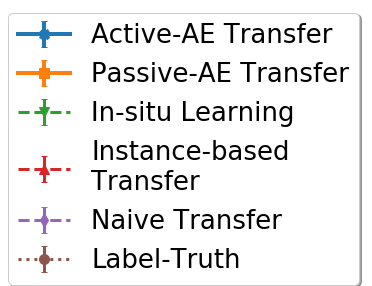 Active-AE Transfer
Passive-AE Transfer
In-situ Learning
Instance-based
Transfer
Naive Transfer
Label-Truth